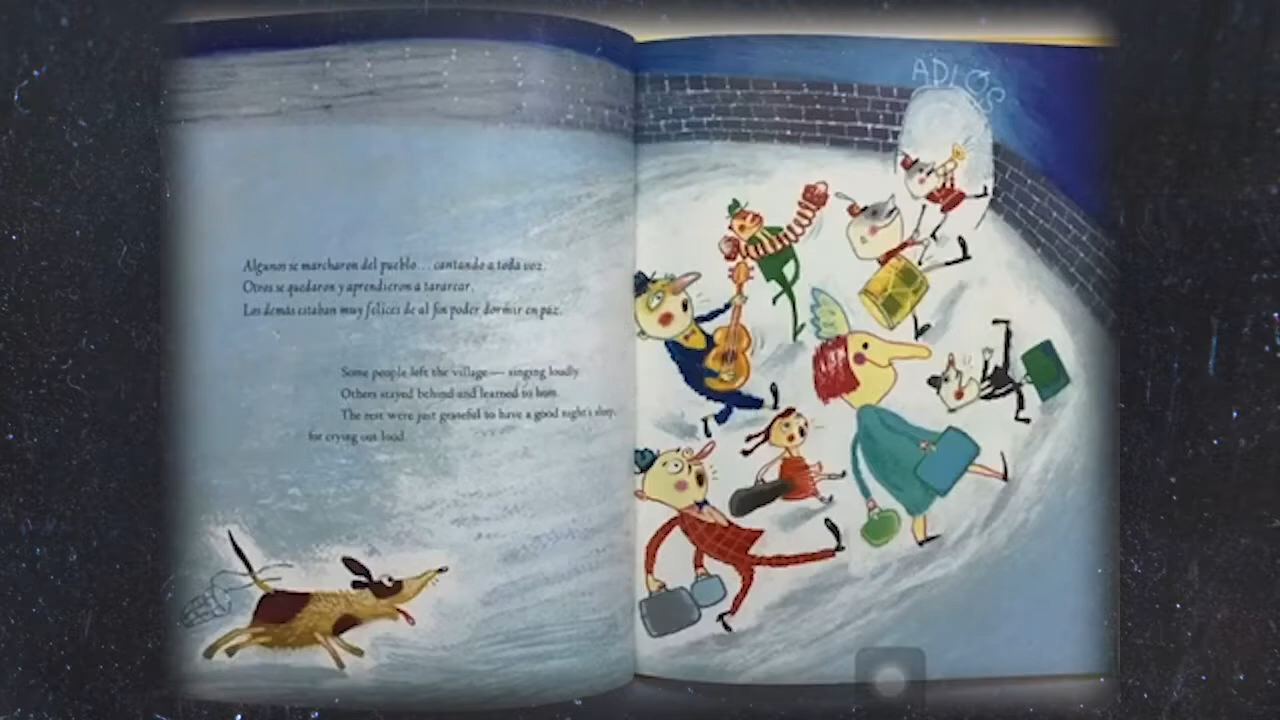 Algunos se marcharon del pueblo... cantando a toda voz.
Otros se quedaron y aprendieron a tararear.
Los demás estaban muy felices de al fin poder dormir en paz.
Some people left the village— singing loudly.
Others stayed behind and learned to hum.
The rest were just grateful to have a good night's sleep,
for crying out loud.
ADIÓS